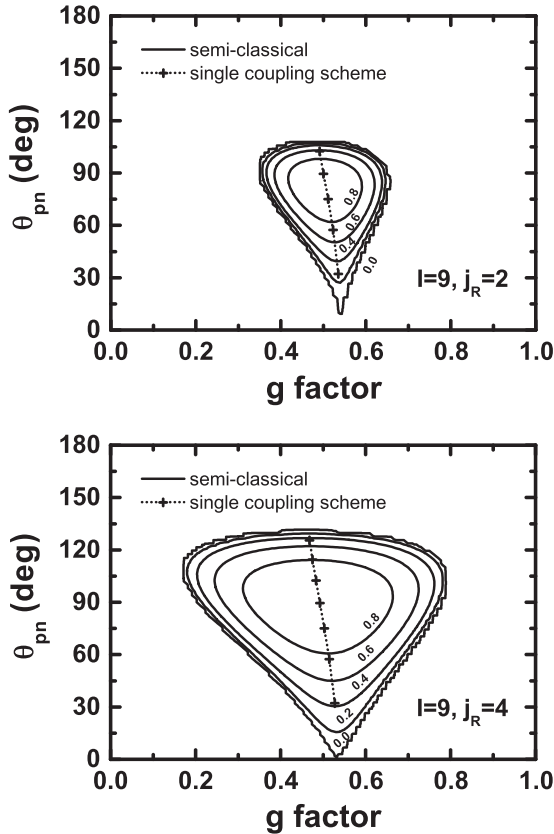 180
150
120
90
60
30
0
θpn (deg)
semi-classical
single coupling scheme
0.8
0.6
0.4
0.0
I=9, jR=2
0.0 0.2 0.4 0.6 0.8 1.0
g factor
180
150
120
90
60
30
0
θpn (deg)
semi-classical
single coupling scheme
0.8
0.6
0.4
0.2
0.0
I=9, jR=4
0.0 0.2 0.4 0.6 0.8 1.0
g factor